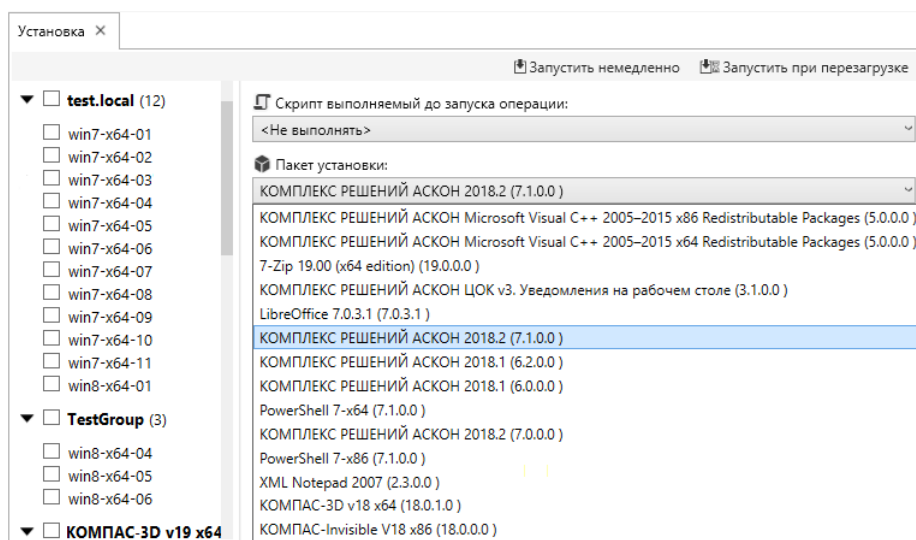 Установка ×
Запустить немедленно Запустить при перезагрузке
test.local (12)
win7-x64-01
win7-x64-02
win7-x64-03
win7-x64-04
win7-x64-05
win7-x64-06
win7-x64-07
win7-x64-08
win7-x64-09
win7-x64-10
win7-x64-11
win8-x64-01
TestGroup (3)
win8-x64-04
win8-x64-05
win8-x64-06
КОМПАС-3D v19 x64
Скрипт выполняемый до запуска операции:
<Не выполнять>
Пакет установки:
КОМПЛЕКС РЕШЕНИЙ АСКОН 2018.2 (7.1.0.0 )
КОМПЛЕКС РЕШЕНИЙ АСКОН Microsoft Visual C++ 2005–2015 x86 Redistributable Packages (5.0.0.0 )
КОМПЛЕКС РЕШЕНИЙ АСКОН Microsoft Visual C++ 2005–2015 x64 Redistributable Packages (5.0.0.0 )
7-Zip 19.00 (x64 edition) (19.0.0.0 )
КОМПЛЕКС РЕШЕНИЙ АСКОН ЦОК v3. Уведомления на рабочем столе (3.1.0.0 )
LibreOffice 7.0.3.1 (7.0.3.1 )
КОМПЛЕКС РЕШЕНИЙ АСКОН 2018.2 (7.1.0.0 )
КОМПЛЕКС РЕШЕНИЙ АСКОН 2018.1 (6.2.0.0 )
КОМПЛЕКС РЕШЕНИЙ АСКОН 2018.1 (6.0.0.0 )
PowerShell 7-x64 (7.1.0.0 )
КОМПЛЕКС РЕШЕНИЙ АСКОН 2018.2 (7.0.0.0 )
PowerShell 7-x86 (7.1.0.0 )
XML Notepad 2007 (2.3.0.0 )
КОМПАС-3D v18 x64 (18.0.1.0 )
КОМПАС-Invisible V18 x86 (18.0.0.0 )